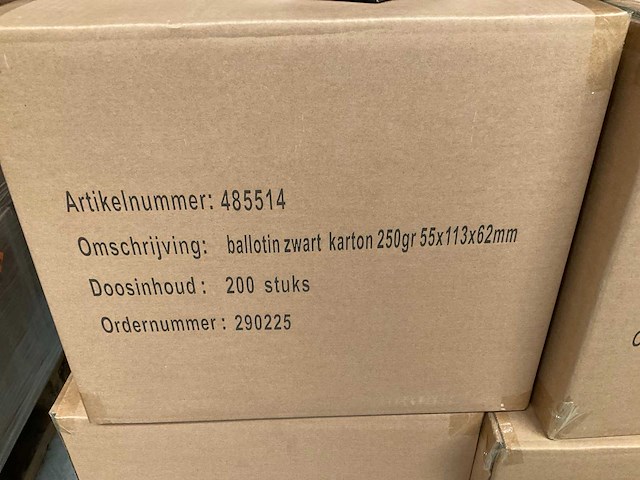 Artikelnummer: 485514
Omschrijving: ballotin zwart karton 250gr 55x113x62mm
Doosinhoud: 200 stuks
Ordernummer: 290225